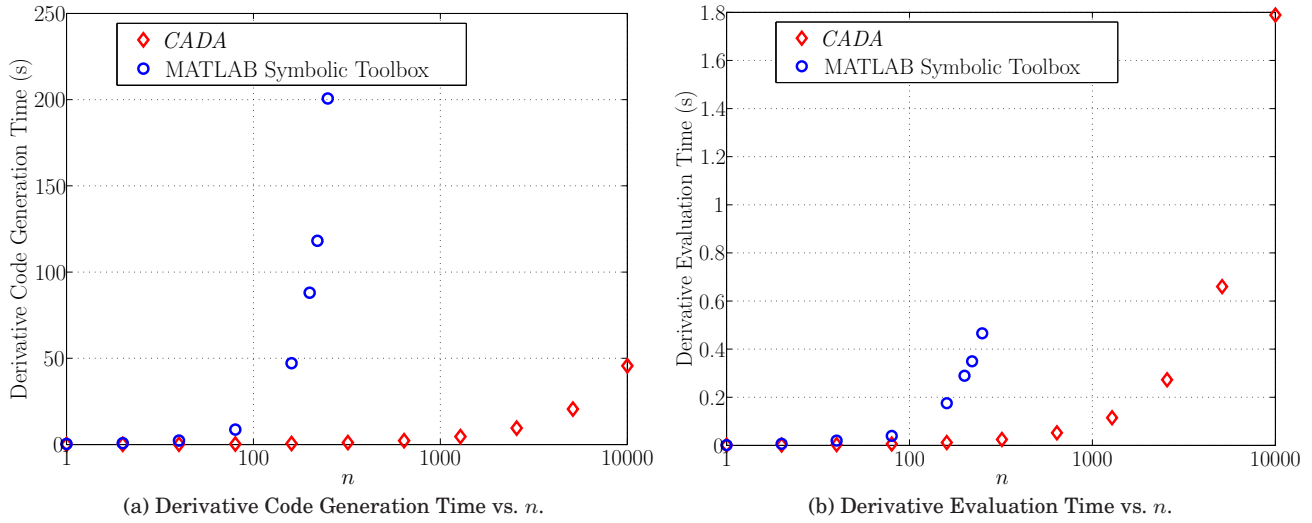 250
200
150
100
50
0
Derivative Code Generation Time (s)
CADA
MATLAB Symbolic Toolbox
1
100
1000
10000
n
(a) Derivative Code Generation Time vs. n.
1.8
1.6
1.4
1.2
1
0.8
0.6
0.4
0.2
0
Derivative Evaluation Time (s)
CADA
MATLAB Symbolic Toolbox
1
100
1000
10000
n
(b) Derivative Evaluation Time vs. n.